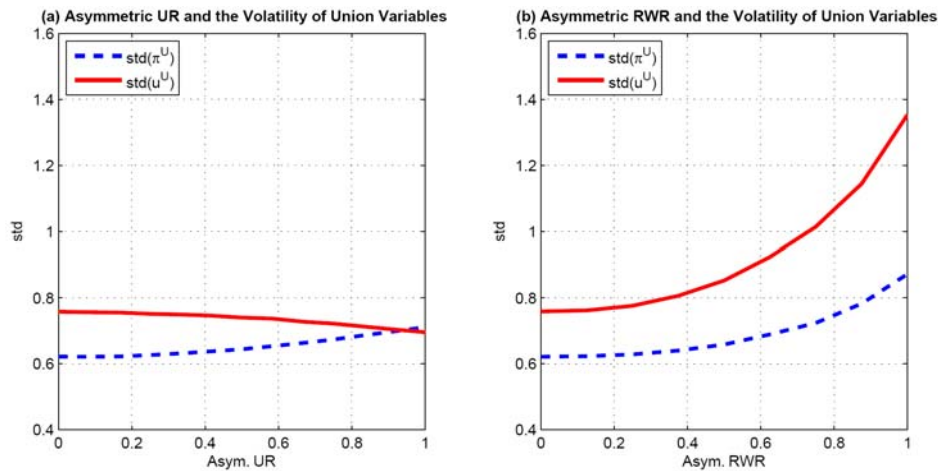 (a) Asymmetric UR and the Volatility of Union Variables
1.6
1.4
1.2
1
0.8
0.6
0.4
std
std(π^U)
std(u^U)
0 0.2 0.4 0.6 0.8 1
Asym. UR
(b) Asymmetric RWR and the Volatility of Union Variables
1.6
1.4
1.2
1
0.8
0.6
0.4
std
std(π^U)
std(u^U)
0 0.2 0.4 0.6 0.8 1
Asym. RWR